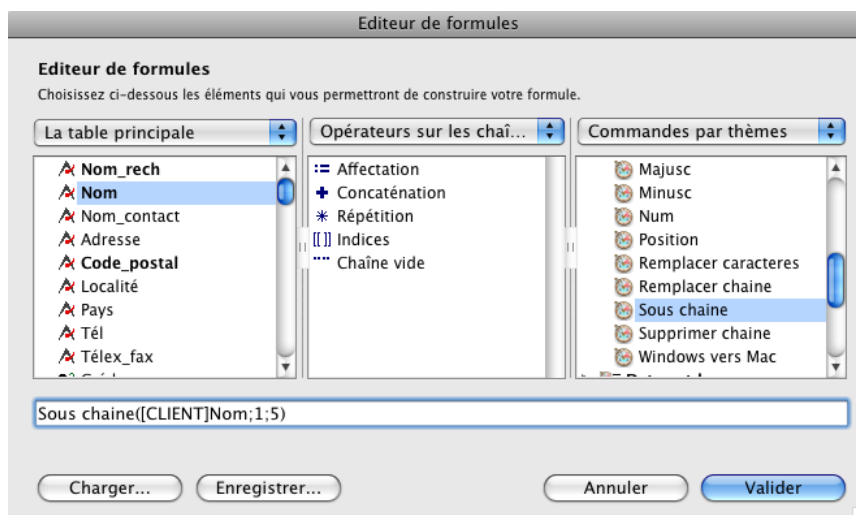 Editeur de formules
Editeur de formules
Choisissez ci-dessous les éléments qui vous permettront de construire votre formule.
La table principale
Opérateurs sur les chaî...
Commandes par thèmes
Nom_rech
Nom
Nom_contact
Adresse
Code_postal
Localité
Pays
Tél
Télex_fax
:= Affectation
+ Concaténation
* Répétition
[[ ]] Indices
"" Chaîne vide
Majusc
Minusc
Num
Position
Remplacer caracteres
Remplacer chaine
Sous chaine
Supprimer chaine
Windows vers Mac
Sous chaine([CLIENT]Nom;1;5)
Charger...
Enregistrer...
Annuler
Valider